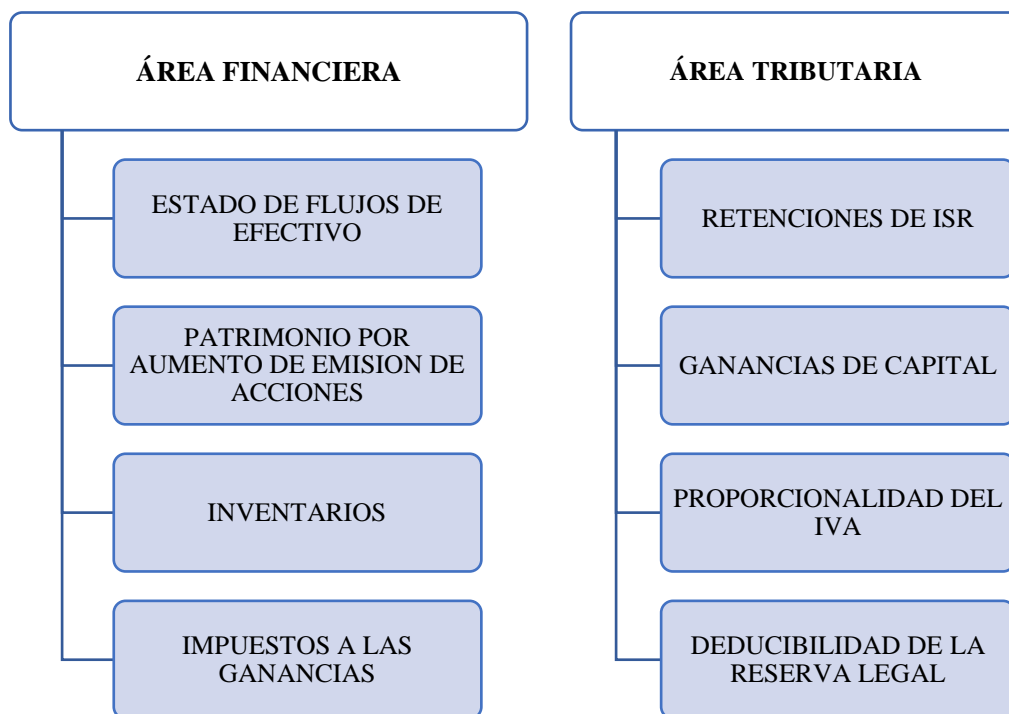 ÁREA FINANCIERA
ESTADO DE FLUJOS DE
EFECTIVO
PATRIMONIO POR
AUMENTO DE EMISION DE
ACCIONES
INVENTARIOS
IMPUESTOS A LAS
GANANCIAS
ÁREA TRIBUTARIA
RETENCIONES DE ISR
GANANCIAS DE CAPITAL
PROPORCIONALIDAD DEL
IVA
DEDUCIBILIDAD DE LA
RESERVA LEGAL